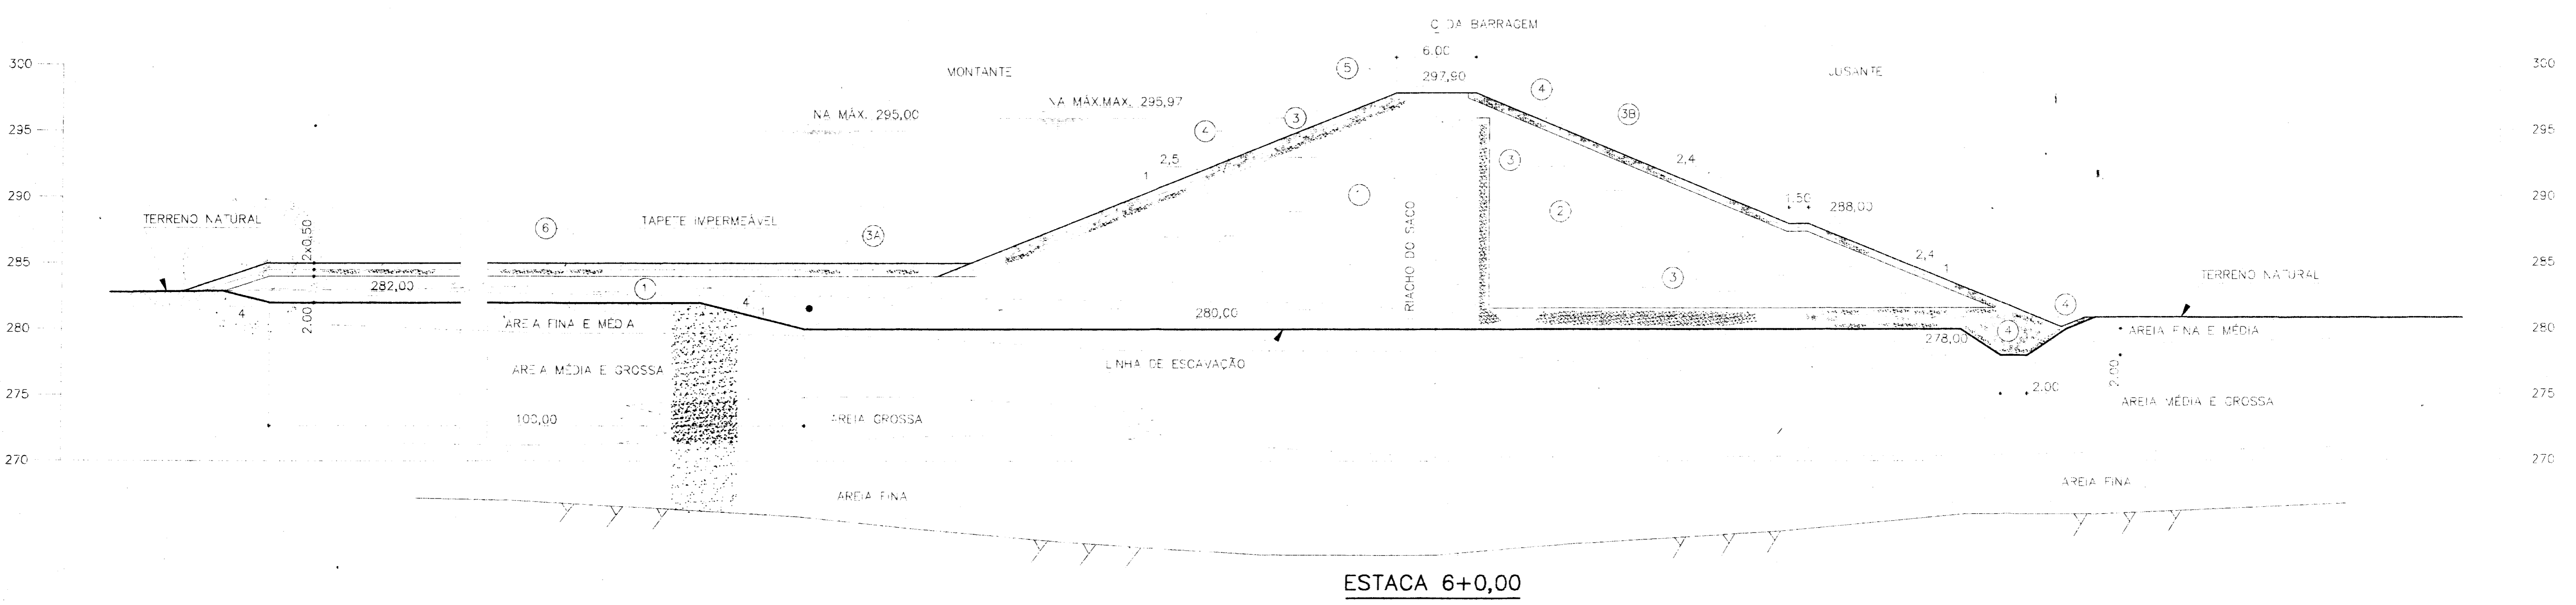 Ç DA BARRAGEM
6.00
297,90
MONTANTE
JUSANTE
300
300
5
4
3B
NA MÁX.MAX. 295,97
NA MÁX. 295,00
3
4
295
295
2,5
1
3
2,4
290
290
1
2
1.50
288,00
TERRENO NATURAL
2x0,50
6
TAPETE IMPERMEÁVEL
3A
RIACHO DO SACO
2,4
1
285
285
3
TERRENO NATURAL
282,00
1
4
1
4
2.00
280,00
4
4
280
280
AREIA FINA E MÉDIA
278,00
AREIA FINA E MÉDIA
LINHA DE ESCAVAÇÃO
AREIA MÉDIA E GROSSA
2.00
2.00
275
275
AREIA MÉDIA E GROSSA
100,00
AREIA GROSSA
270
270
AREIA FINA
AREIA FINA
ESTACA 6+0,00